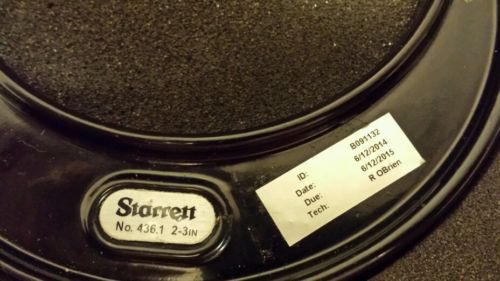 Starrett
No. 436.1 2-3IN
ID: B091132
Date: 6/12/2014
Due: 6/12/2015
Tech: R OBrien